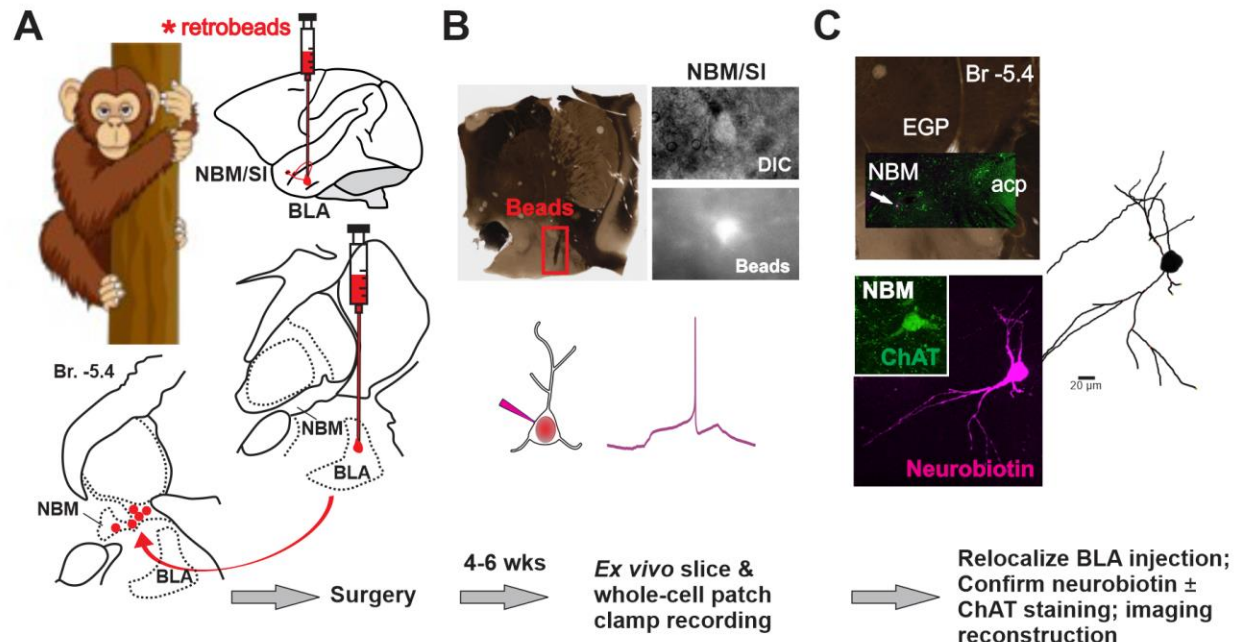 A
* retrobeads
NBM/SI
BLA
NBM
BLA
Br. -5.4
NBM
BLA
Surgery
B
NBM/SI
DIC
Beads
Beads
4-6 wks
Ex vivo slice &
whole-cell patch
clamp recording
C
Br -5.4
EGP
NBM
acp
NBM
ChAT
Neurobiotin
20 µm
Relocalize BLA injection;
Confirm neurobiotin ±
ChAT staining; imaging
reconstruction